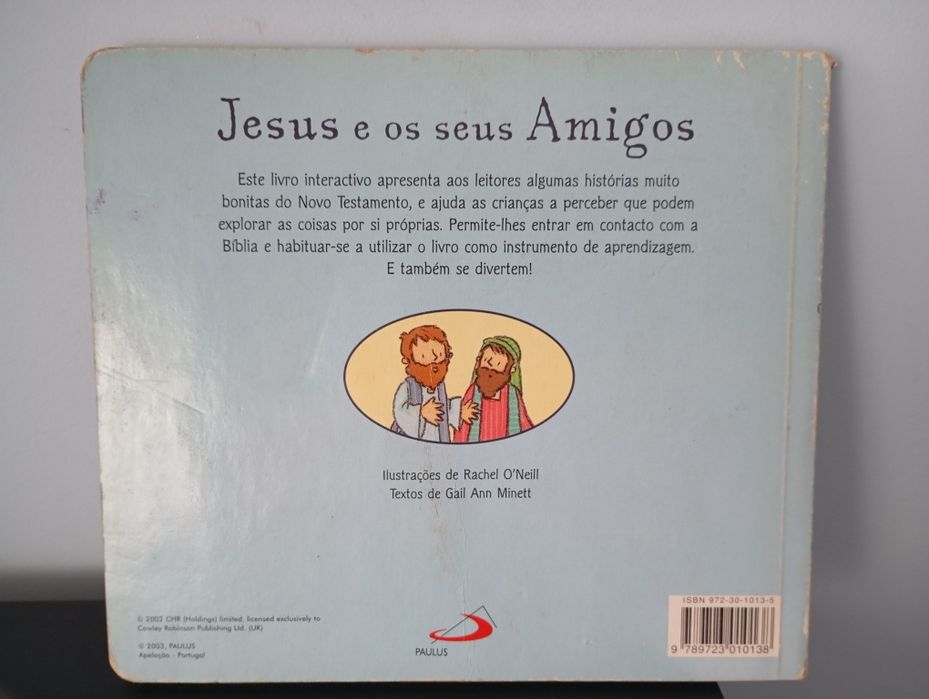 Jesus e os seus Amigos
Este livro interactivo apresenta aos leitores algumas histórias muito
bonitas do Novo Testamento, e ajuda as crianças a perceber que podem
explorar as coisas por si próprias. Permite-lhes entrar em contacto com a
Bíblia e habituar-se a utilizar o livro como instrumento de aprendizagem.
E também se divertem!
Ilustrações de Rachel O'Neill
Textos de Gail Ann Minett
© 2002 CHR (Holdings) limited, licensed exclusively to
Cowley Robinson Publishing Ltd. (UK)
© 2003, PAULUS
Apelação - Portugal
PAULUS
ISBN 972-30-1013-5
9 789723 010138